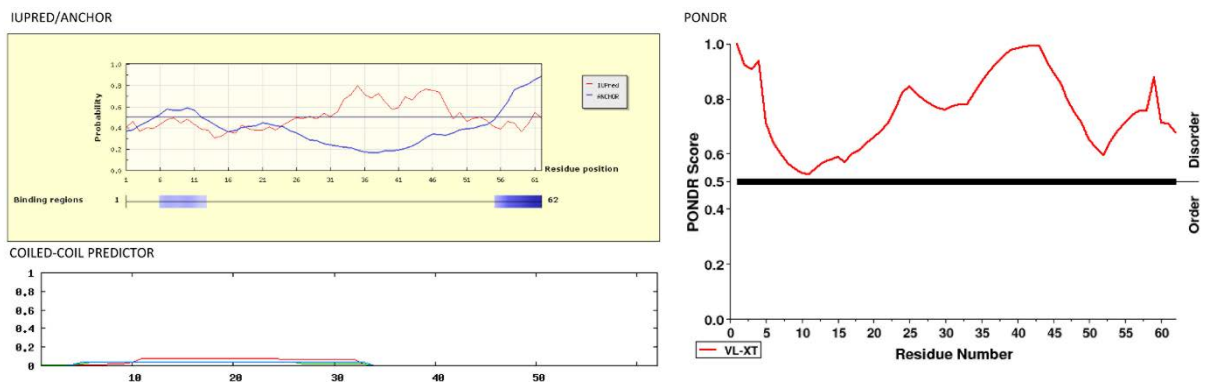 IUPRED/ANCHOR
Probability
1.0
0.8
0.6
0.4
0.2
0.0
1 6 11 16 21 26 31 36 41 46 51 56 61
Residue position
IUPred
ANCHOR
Binding regions 1 62
COILED-COIL PREDICTOR
1
0.8
0.6
0.4
0.2
0
10 20 30 40 50
PONDR
PONDR Score
1.0
0.8
0.6
0.5
0.4
0.2
0.0
0 5 10 15 20 25 30 35 40 45 50 55 60
Residue Number
VL-XT
Disorder
Order